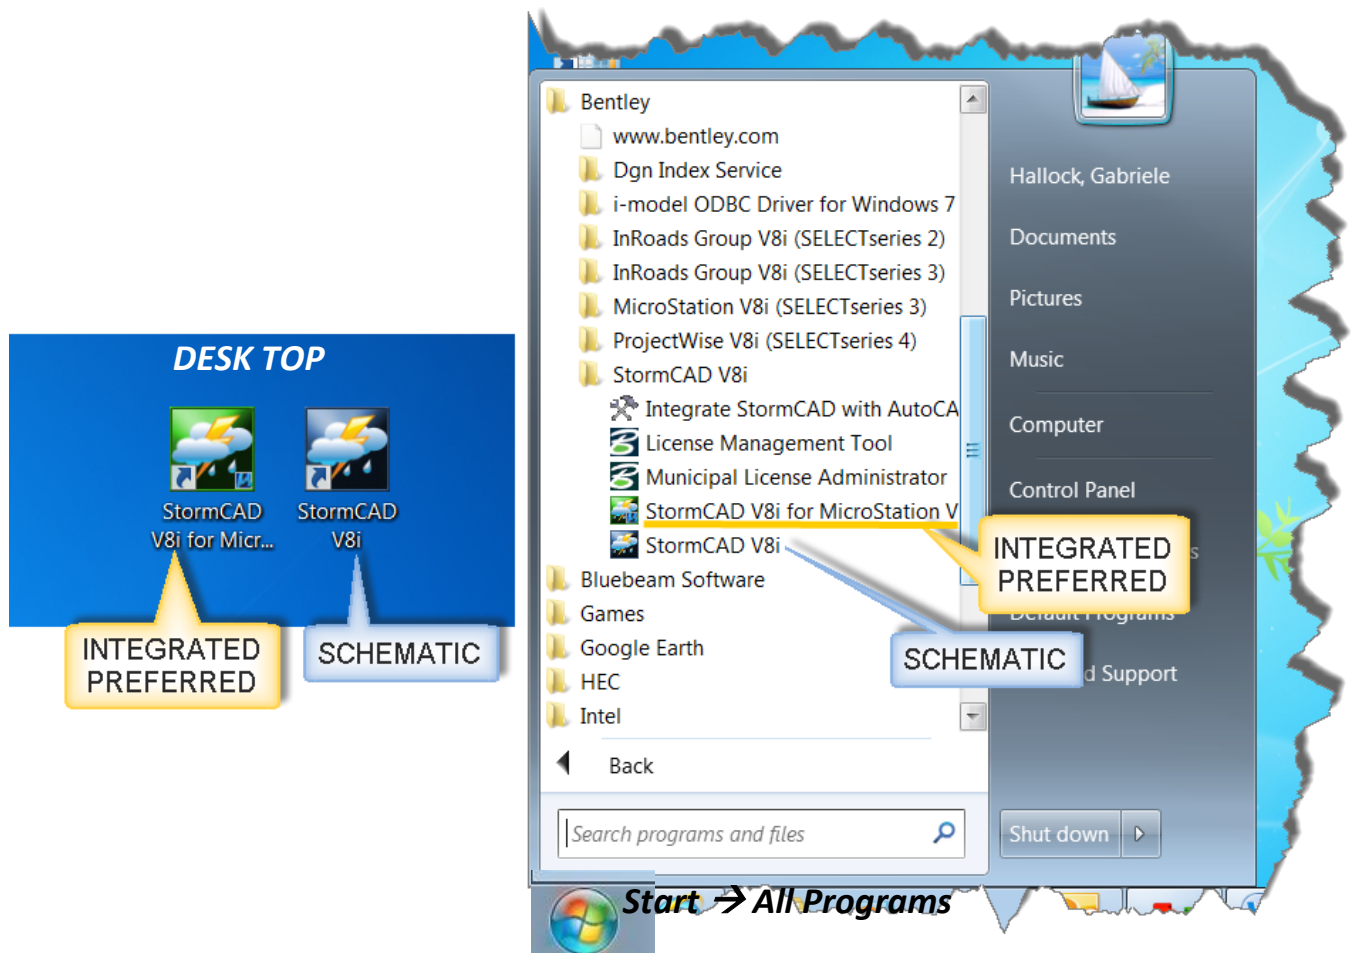 DESK TOP
StormCAD
V8i for Micr...
StormCAD
V8i
INTEGRATED
PREFERRED
SCHEMATIC
Bentley
www.bentley.com
Dgn Index Service
i-model ODBC Driver for Windows 7
InRoads Group V8i (SELECTseries 2)
InRoads Group V8i (SELECTseries 3)
MicroStation V8i (SELECTseries 3)
ProjectWise V8i (SELECTseries 4)
StormCAD V8i
Integrate StormCAD with AutoCA
License Management Tool
Municipal License Administrator
StormCAD V8i for MicroStation V
StormCAD V8i
Bluebeam Software
Games
Google Earth
HEC
Intel
Back
Search programs and files
Hallock, Gabriele
Documents
Pictures
Music
Computer
Control Panel
INTEGRATED
PREFERRED
Default Programs
SCHEMATIC
d Support
Shut down
Start → All Programs